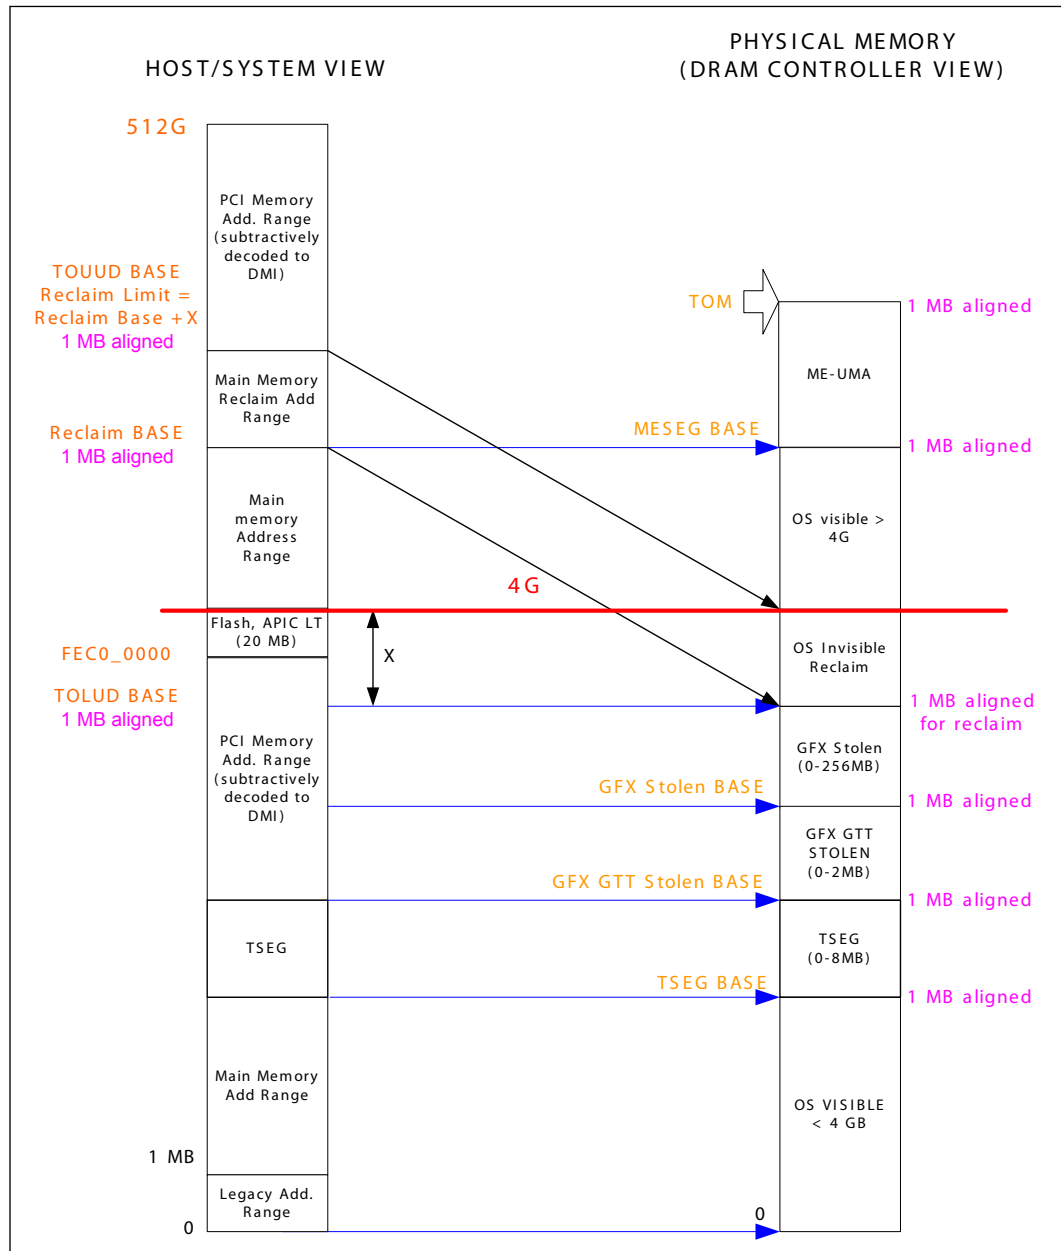 HOST/SYSTEM VIEW
PHYSICAL MEMORY
(DRAM CONTROLLER VIEW)
512G
PCI Memory
Add. Range
(subtractively
decoded to
DMI)
TOUUD BASE
Reclaim Limit =
Reclaim Base +X
1 MB aligned
TOM
1 MB aligned
ME-UMA
Main Memory
Reclaim Add
Range
Reclaim BASE
1 MB aligned
MESEG BASE
1 MB aligned
Main
memory
Address
Range
OS visible >
4G
4G
Flash, APIC LT
(20 MB)
FEC0_0000
X
OS Invisible
Reclaim
TOLUD BASE
1 MB aligned
1 MB aligned
for reclaim
PCI Memory
Add. Range
(subtractively
decoded to
DMI)
GFX Stolen
(0-256MB)
GFX Stolen BASE
1 MB aligned
GFX GTT
STOLEN
(0-2MB)
GFX GTT Stolen BASE
1 MB aligned
TSEG
TSEG
(0-8MB)
TSEG BASE
1 MB aligned
Main Memory
Add Range
OS VISIBLE
< 4 GB
1 MB
Legacy Add.
Range
0
0